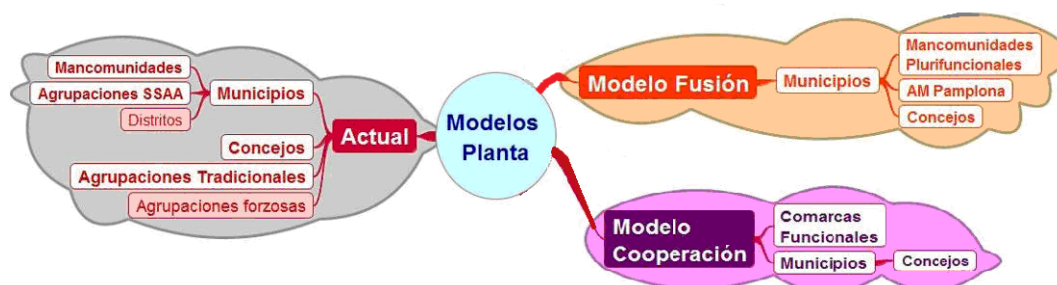 Modelos
Planta
Actual
Municipios
Mancomunidades
Agrupaciones SSAA
Distritos
Concejos
Agrupaciones Tradicionales
Agrupaciones forzosas
Modelo Fusión
Municipios
Mancomunidades
Plurifuncionales
AM Pamplona
Concejos
Modelo
Cooperación
Comarcas
Funcionales
Municipios
Concejos